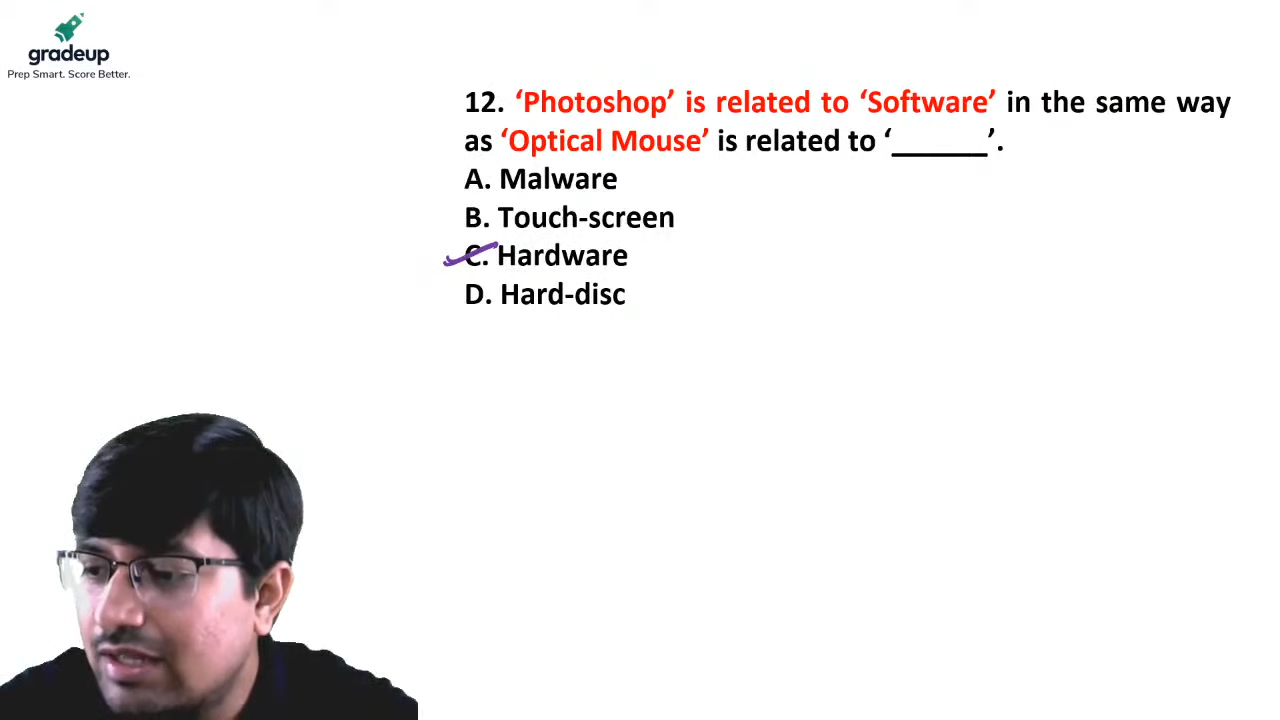 gradeup
Prep Smart. Score Better.
12. ‘Photoshop’ is related to ‘Software’ in the same way
as ‘Optical Mouse’ is related to ‘______’.
A. Malware
B. Touch-screen
C. Hardware
D. Hard-disc